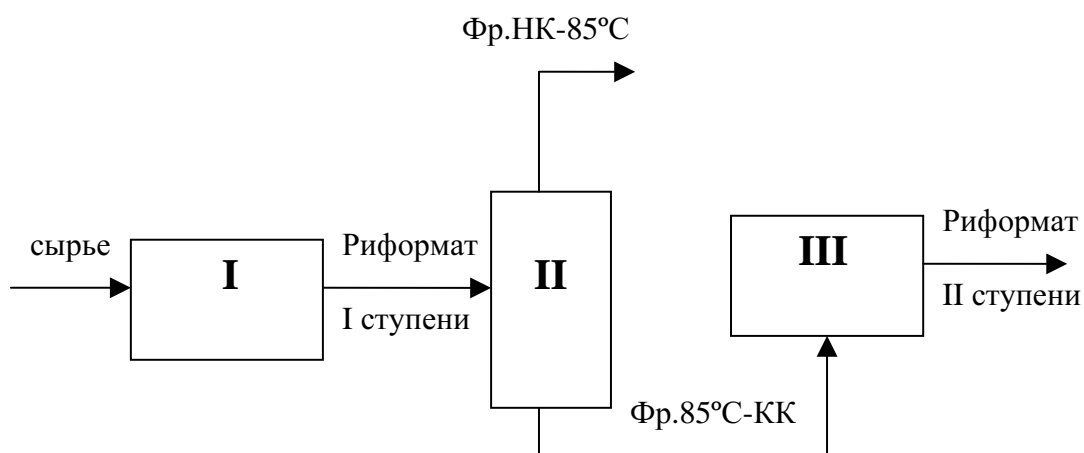 Фр.НК-85ºС
сырье
I
Риформат
I ступени
II
III
Риформат
II ступени
Фр.85ºС-КК